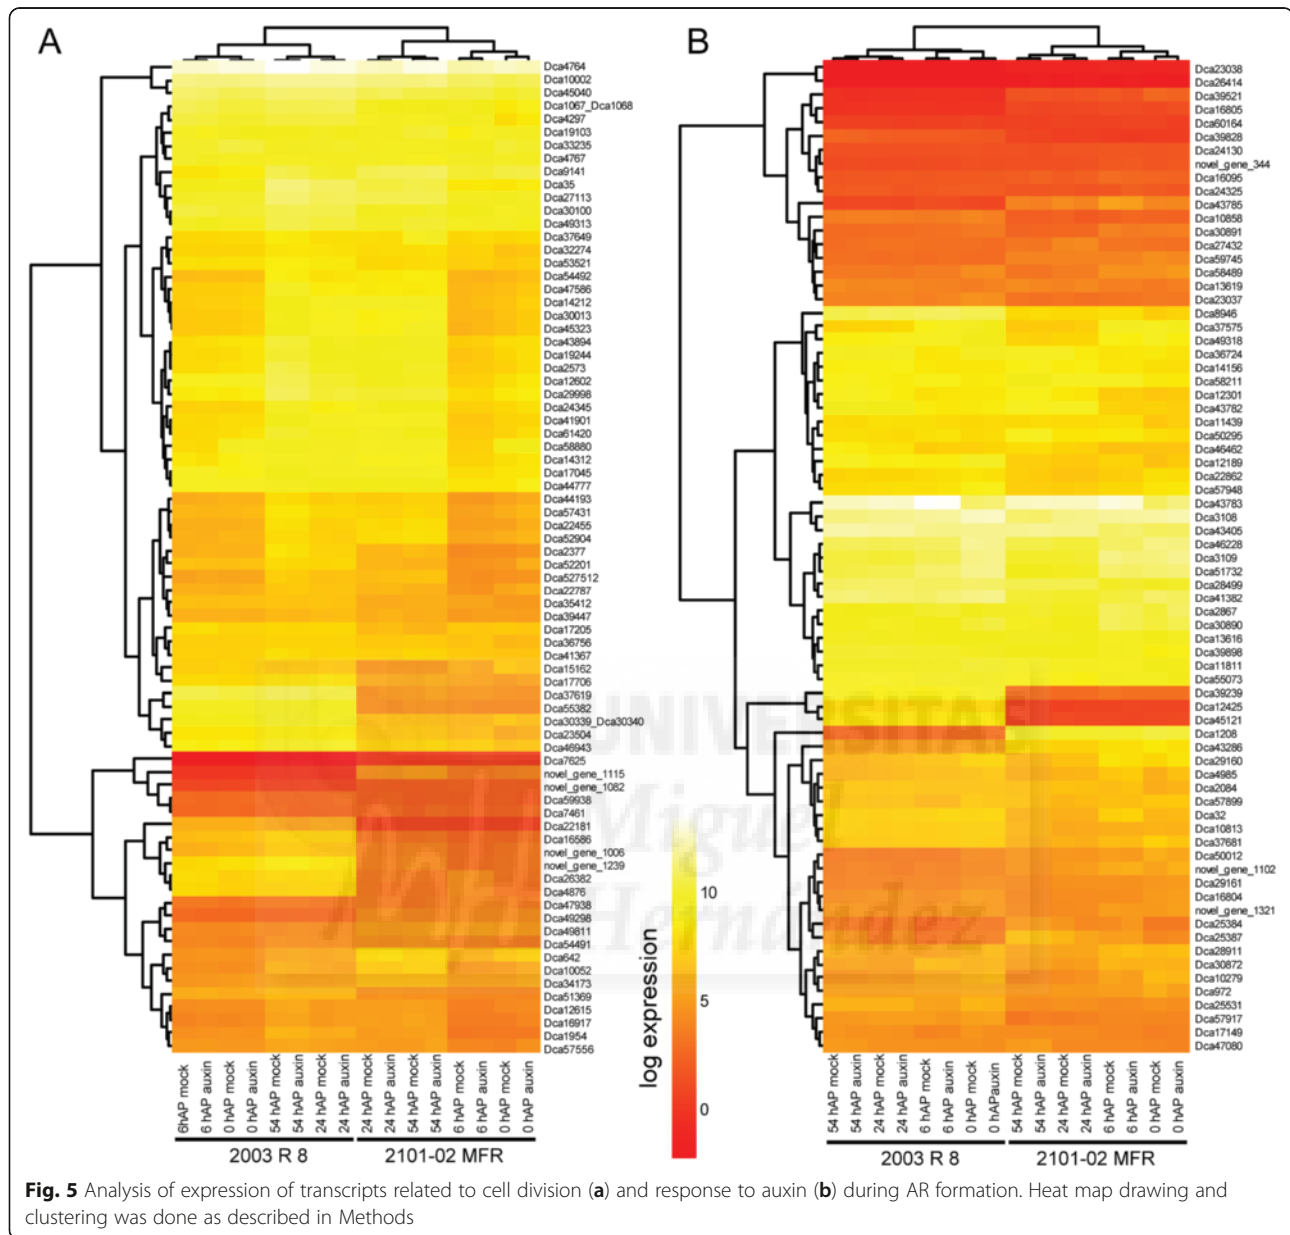 A
Dca4764
Dca10002
Dca45040
Dca1067_Dca1068
Dca4297
Dca19103
Dca33235
Dca4767
Dca9141
Dca35
Dca27113
Dca30100
Dca49313
Dca37649
Dca32274
Dca53521
Dca54492
Dca47586
Dca14212
Dca30013
Dca45323
Dca43894
Dca19244
Dca2573
Dca12602
Dca29998
Dca24345
Dca41901
Dca61420
Dca58880
Dca14312
Dca17045
Dca44777
Dca44193
Dca57431
Dca22455
Dca52904
Dca2377
Dca52201
Dca527512
Dca22787
Dca35412
Dca39447
Dca17205
Dca36756
Dca41367
Dca15162
Dca17706
Dca37619
Dca55382
Dca30339_Dca30340
Dca23504
Dca46943
Dca7625
novel_gene_1115
novel_gene_1082
Dca59938
Dca7461
Dca22181
Dca16586
novel_gene_1006
novel_gene_1239
Dca26382
Dca4876
Dca47938
Dca49298
Dca49811
Dca54491
Dca642
Dca10052
Dca34173
Dca51369
Dca12615
Dca16917
Dca1954
Dca57556
6hAP mock
6 hAP auxin
0 hAP mock
0 hAP auxin
54 hAP mock
54 hAP auxin
24 hAP mock
24 hAP auxin
24 hAP mock
24 hAP auxin
54 hAP mock
54 hAP auxin
6 hAP mock
6 hAP auxin
0 hAP mock
0 hAP auxin
2003 R 8
2101-02 MFR
log expression
10
5
0
B
Dca23038
Dca26414
Dca39521
Dca16805
Dca60164
Dca39828
Dca24130
novel_gene_344
Dca16095
Dca24325
Dca43785
Dca10858
Dca30891
Dca27432
Dca59745
Dca58489
Dca13619
Dca23037
Dca8946
Dca37575
Dca49318
Dca36724
Dca14156
Dca58211
Dca12301
Dca43782
Dca11439
Dca50295
Dca46462
Dca12189
Dca22862
Dca57948
Dca43783
Dca3108
Dca43405
Dca46228
Dca3109
Dca51732
Dca28499
Dca41382
Dca2867
Dca30890
Dca13616
Dca39898
Dca11811
Dca55073
Dca39239
Dca12425
Dca45121
Dca1208
Dca43286
Dca29160
Dca4985
Dca2084
Dca57899
Dca32
Dca10813
Dca37681
Dca50012
novel_gene_1102
Dca29161
Dca16804
novel_gene_1321
Dca25384
Dca25387
Dca28911
Dca30872
Dca10279
Dca972
Dca25531
Dca57917
Dca17149
Dca47080
54 hAP mock
54 hAP auxin
24 hAP mock
24 hAP auxin
6 hAP mock
6 hAP auxin
0 hAP mock
0 hAPauxin
54 hAP mock
54 hAP auxin
24 hAP mock
24 hAP auxin
6 hAP mock
6 hAP auxin
0 hAP mock
0 hAP auxin
2003 R 8
2101-02 MFR
UNIVERSITAS
Miguel
Hernández
Fig. 5 Analysis of expression of transcripts related to cell division (a) and response to auxin (b) during AR formation. Heat map drawing and
clustering was done as described in Methods